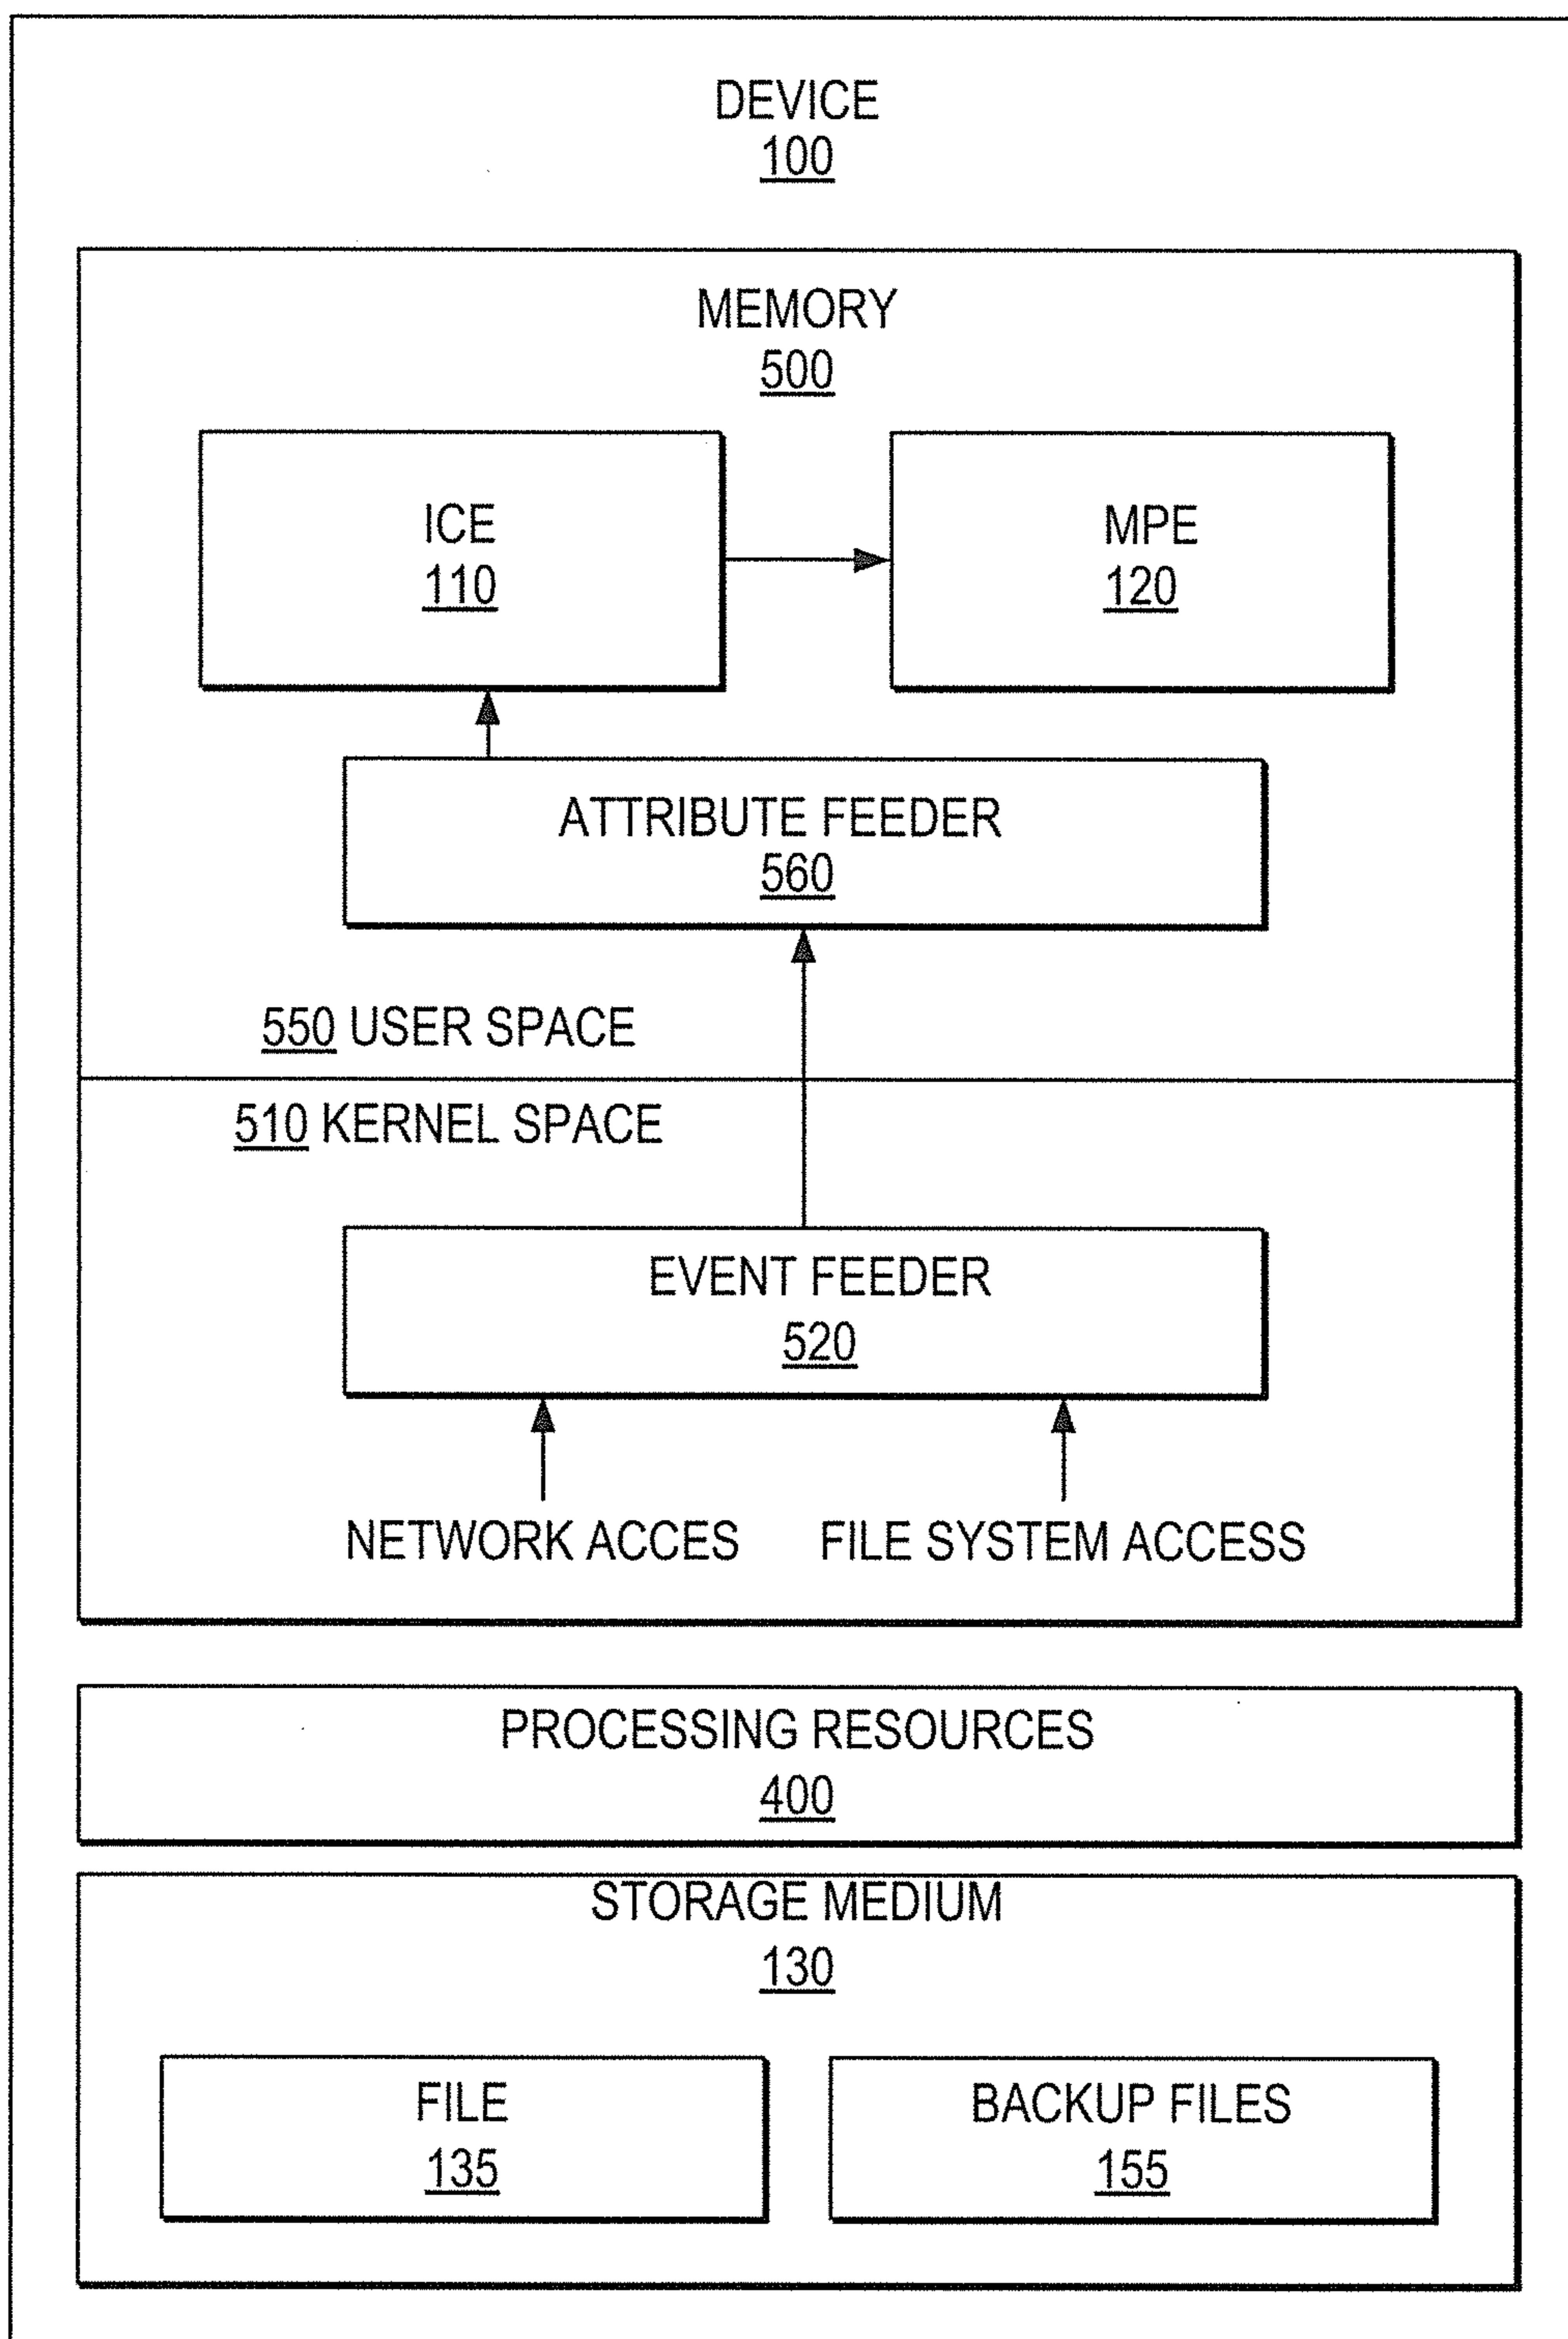 DEVICE
100
MEMORY
500
ICE
110
MPE
120
ATTRIBUTE FEEDER
560
550 USER SPACE
510 KERNEL SPACE
EVENT FEEDER
520
NETWORK ACCES
FILE SYSTEM ACCESS
PROCESSING RESOURCES
400
STORAGE MEDIUM
130
FILE
135
BACKUP FILES
155